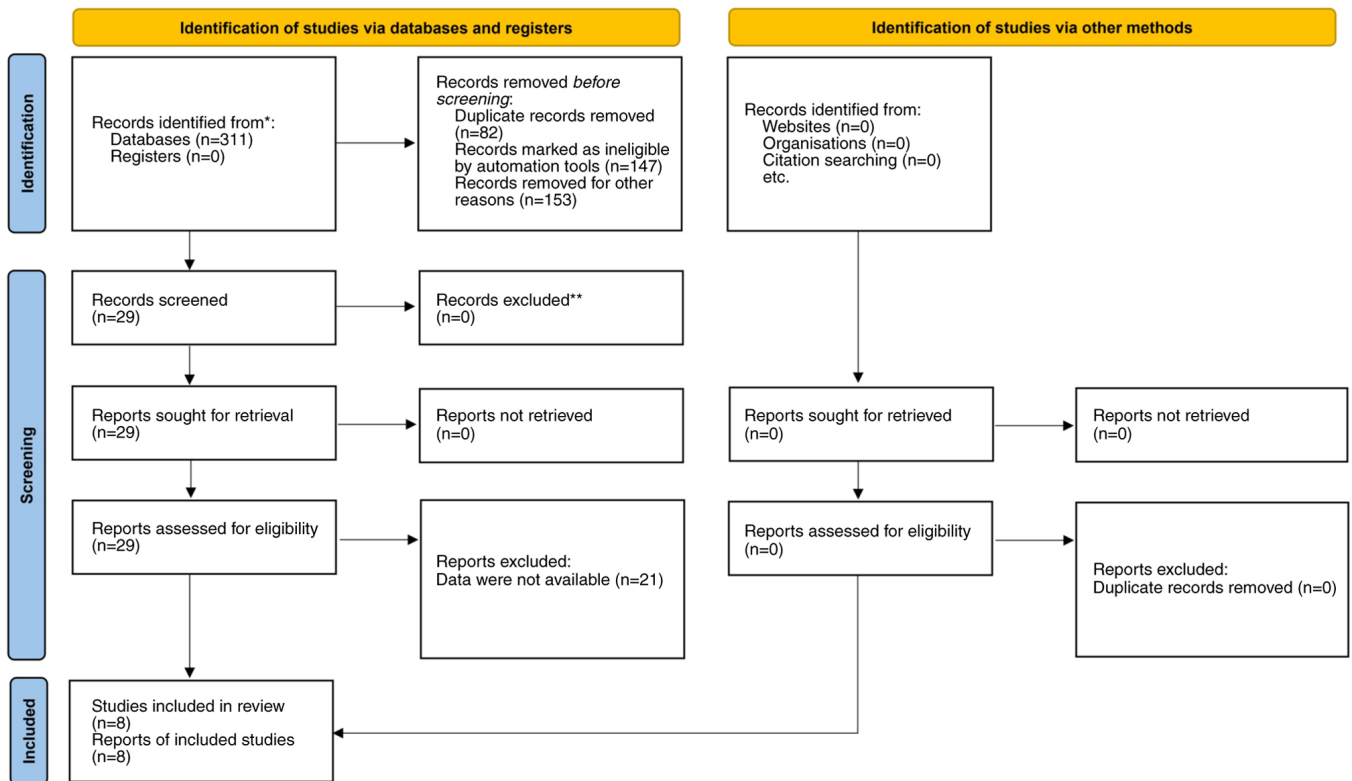 Identification of studies via databases and registers
Identification of studies via other methods
Identification
Records identified from*:
Databases (n=311)
Registers (n=0)
Records removed before
screening:
Duplicate records removed
(n=82)
Records marked as ineligible
by automation tools (n=147)
Records removed for other
reasons (n=153)
Records identified from:
Websites (n=0)
Organisations (n=0)
Citation searching (n=0)
etc.
Screening
Records screened
(n=29)
Records excluded**
(n=0)
Reports sought for retrieval
(n=29)
Reports not retrieved
(n=0)
Reports sought for retrieved
(n=0)
Reports not retrieved
(n=0)
Reports assessed for eligibility
(n=29)
Reports excluded:
Data were not available (n=21)
Reports assessed for eligibility
(n=0)
Reports excluded:
Duplicate records removed (n=0)
Included
Studies included in review
(n=8)
Reports of included studies
(n=8)